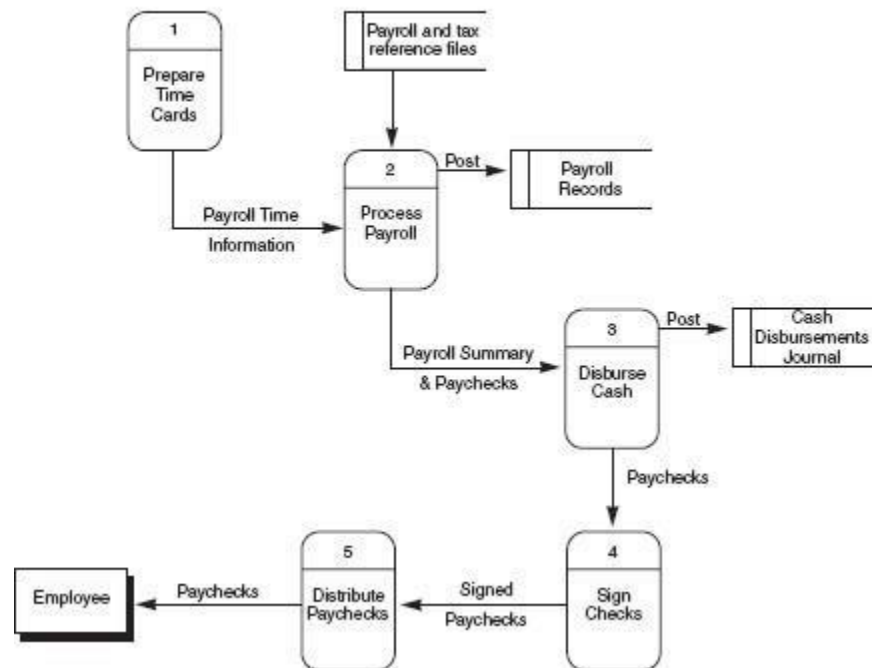 1
Prepare
Time
Cards
Payroll and tax
reference files
2
Process
Payroll
Post
Payroll
Records
Payroll Time
Information
Payroll Summary
& Paychecks
3
Disburse
Cash
Post
Cash
Disbursements
Journal
Paychecks
4
Sign
Checks
Signed
Paychecks
5
Distribute
Paychecks
Paychecks
Employee